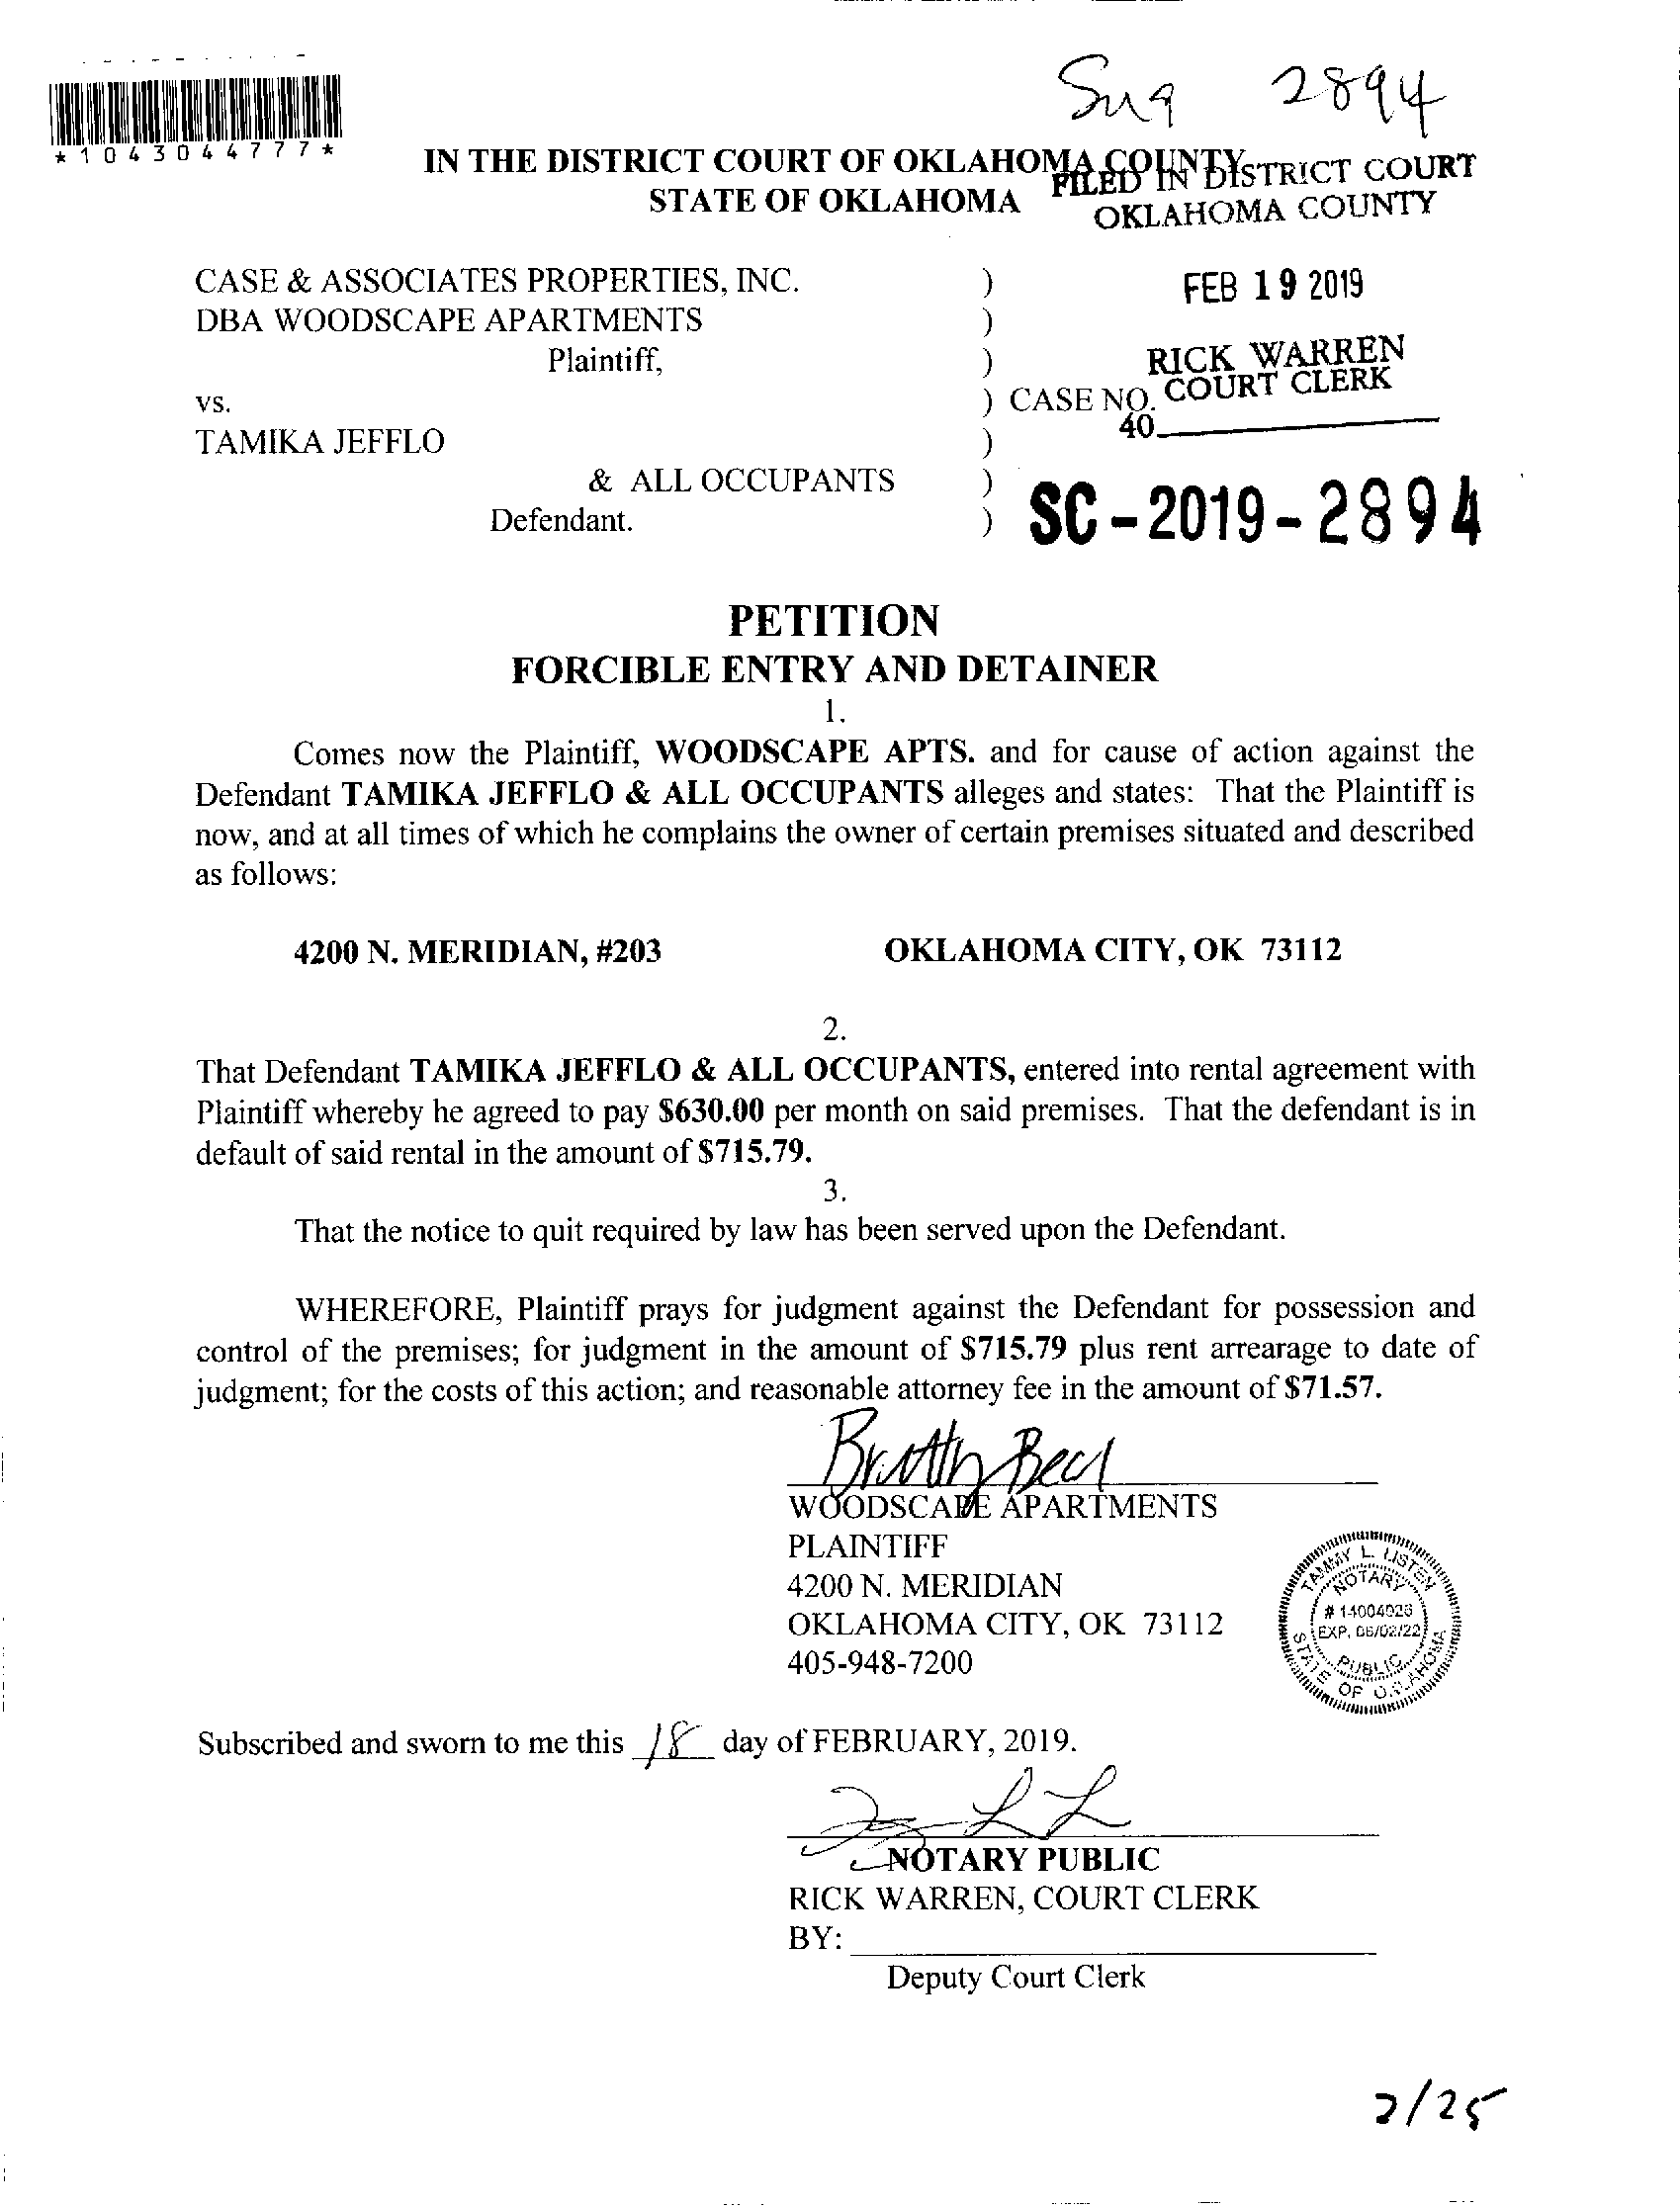 *1043044777*
Sm9 2894
IN THE DISTRICT COURT OF OKLAHOMA COUNTY
STATE OF OKLAHOMA
FILED IN DISTRICT COURT
OKLAHOMA COUNTY
FEB 19 2019
RICK WARREN
COURT CLERK
40
CASE & ASSOCIATES PROPERTIES, INC. )
DBA WOODSCAPE APARTMENTS )
Plaintiff, )
vs. ) CASE NO.
TAMIKA JEFFLO )
& ALL OCCUPANTS )
Defendant. )
SC-2019-2894
PETITION
FORCIBLE ENTRY AND DETAINER
1.
Comes now the Plaintiff, WOODSCAPE APTS. and for cause of action against the
Defendant TAMIKA JEFFLO & ALL OCCUPANTS alleges and states: That the Plaintiff is
now, and at all times of which he complains the owner of certain premises situated and described
as follows:
4200 N. MERIDIAN, #203 OKLAHOMA CITY, OK 73112
2.
That Defendant TAMIKA JEFFLO & ALL OCCUPANTS, entered into rental agreement with
Plaintiff whereby he agreed to pay $630.00 per month on said premises. That the defendant is in
default of said rental in the amount of $715.79.
3.
That the notice to quit required by law has been served upon the Defendant.
WHEREFORE, Plaintiff prays for judgment against the Defendant for possession and
control of the premises; for judgment in the amount of $715.79 plus rent arrearage to date of
judgment; for the costs of this action; and reasonable attorney fee in the amount of $71.57.
WOODSCAPE APARTMENTS
PLAINTIFF
4200 N. MERIDIAN
OKLAHOMA CITY, OK 73112
405-948-7200
TAMMY L. LISTEN
NOTARY
# 14004026
EXP. 06/02/22
PUBLIC
STATE OF OKLAHOMA
Subscribed and sworn to me this 18 day of FEBRUARY, 2019.
NOTARY PUBLIC
RICK WARREN, COURT CLERK
BY:
Deputy Court Clerk
2/25